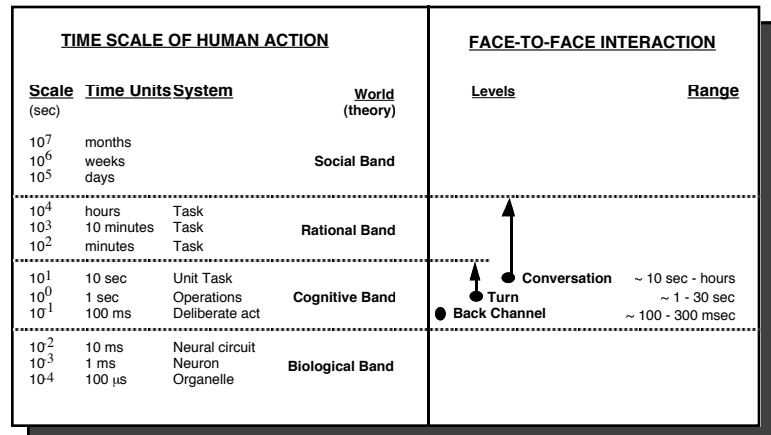 TIME SCALE OF HUMAN ACTION FACE-TO-FACE INTERACTION
Scale Time Units System World Levels Range
(sec) (theory)
10^7 months
10^6 weeks Social Band
10^5 days
10^4 hours Task
10^3 10 minutes Task Rational Band
10^2 minutes Task
10^1 10 sec Unit Task Conversation ~ 10 sec - hours
10^0 1 sec Operations Cognitive Band Turn ~ 1 - 30 sec
10^-1 100 ms Deliberate act Back Channel ~ 100 - 300 msec
10^-2 10 ms Neural circuit
10^-3 1 ms Neuron Biological Band
10^-4 100 μs Organelle